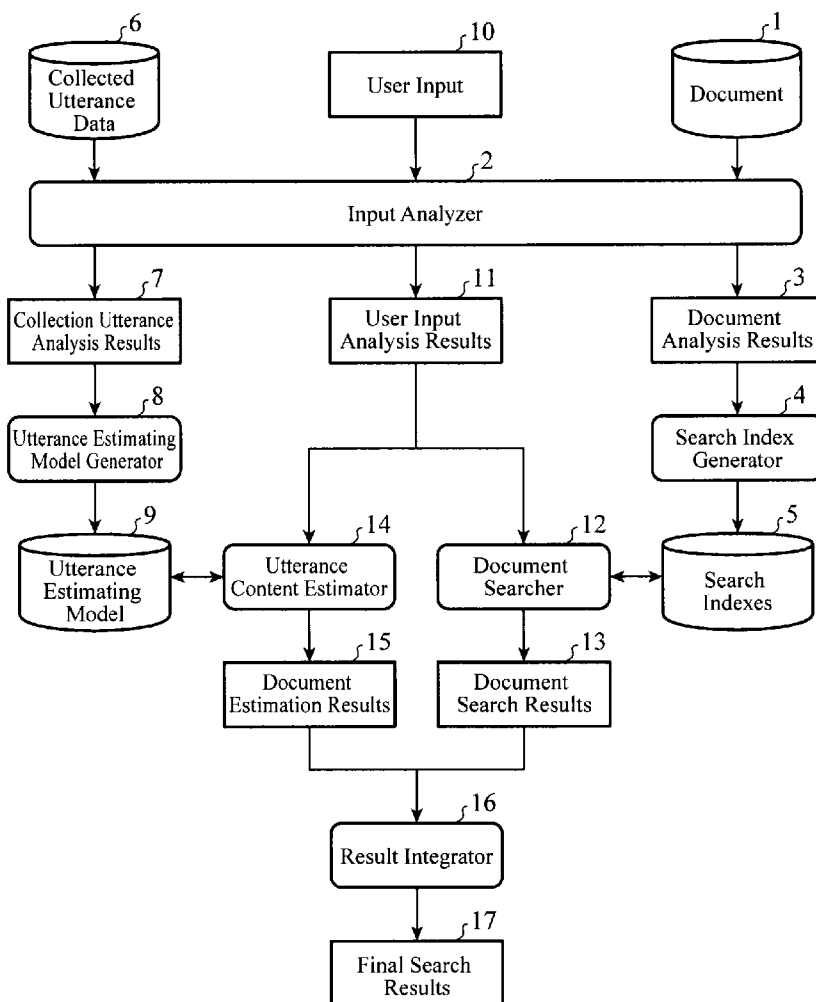 6
10
1
Collected
Utterance
Data
User Input
Document
2
Input Analyzer
7
11
3
Collection Utterance
Analysis Results
User Input
Analysis Results
Document
Analysis Results
8
4
Utterance Estimating
Model Generator
Search Index
Generator
9
14
12
5
Utterance
Estimating
Model
Utterance
Content Estimator
Document
Searcher
Search
Indexes
15
13
Document
Estimation Results
Document
Search Results
16
Result Integrator
17
Final Search
Results